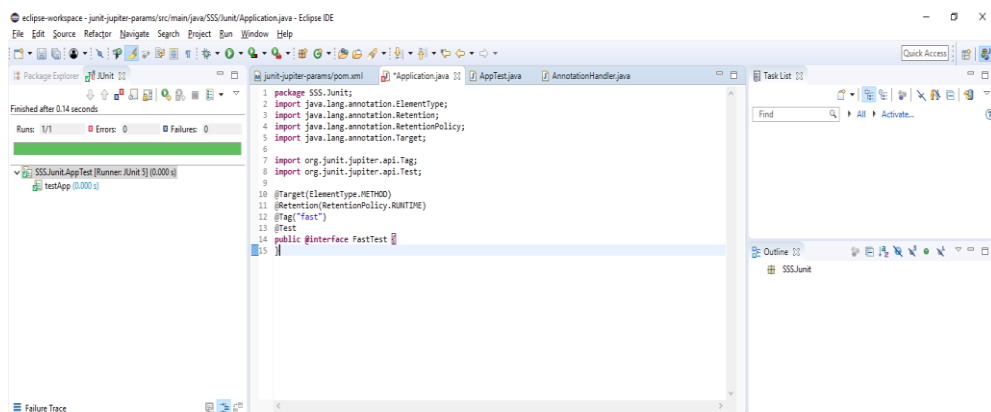 eclipse-workspace - junit-jupiter-params/src/main/java/SSS/Junit/Application.java - Eclipse IDE
File Edit Source Refactor Navigate Search Project Run Window Help
Quick Access
Package Explorer JUnit
Finished after 0.14 seconds
Runs: 1/1 Errors: 0 Failures: 0
SSS.Junit.AppTest [Runner: JUnit 5] (0.000 s)
testApp (0.000 s)
Failure Trace
junit-jupiter-params/pom.xml *Application.java AppTest.java AnnotationHandler.java
1 package SSS.Junit;
2 import java.lang.annotation.ElementType;
3 import java.lang.annotation.Retention;
4 import java.lang.annotation.RetentionPolicy;
5 import java.lang.annotation.Target;
6
7 import org.junit.jupiter.api.Tag;
8 import org.junit.jupiter.api.Test;
9
10 @Target(ElementType.METHOD)
11 @Retention(RetentionPolicy.RUNTIME)
12 @Tag("fast")
13 @Test
14 public @interface FastTest {
15 }
Task List
Find All Activate...
Outline
SSS.Junit